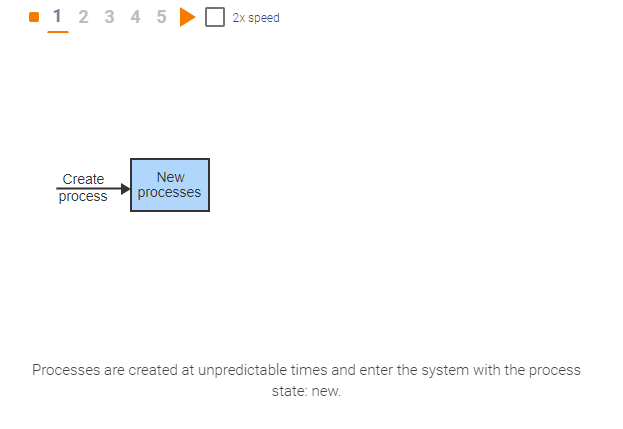 1 2 3 4 5 2x speed
Create
process
New
processes
Processes are created at unpredictable times and enter the system with the process
state: new.